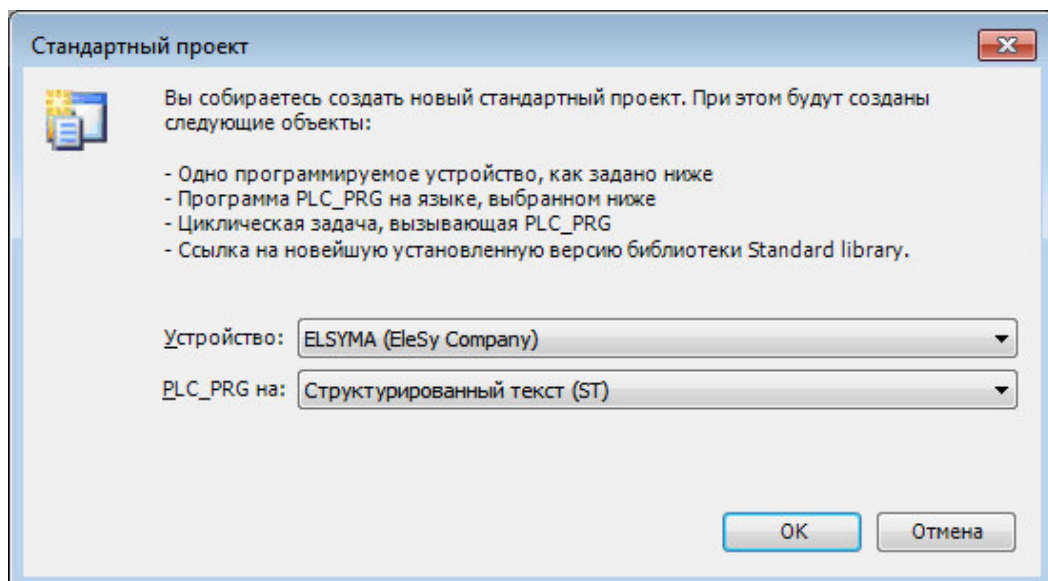 Стандартный проект
Вы собираетесь создать новый стандартный проект. При этом будут созданы
следующие объекты:
- Одно программируемое устройство, как задано ниже
- Программа PLC_PRG на языке, выбранном ниже
- Циклическая задача, вызывающая PLC_PRG
- Ссылка на новейшую установленную версию библиотеки Standard library.
Устройство: ELSYMA (EleSy Company)
PLC_PRG на: Структурированный текст (ST)
OK Отмена